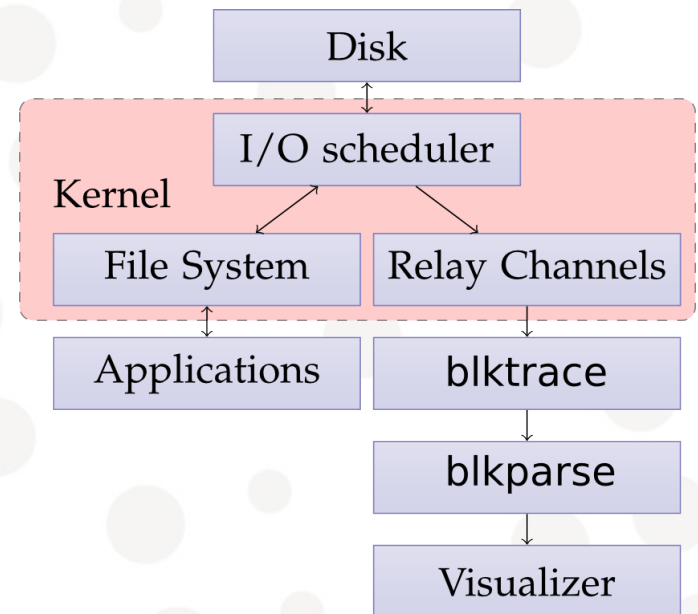 Disk
I/O scheduler
Kernel
File System
Relay Channels
Applications
blktrace
blkparse
Visualizer